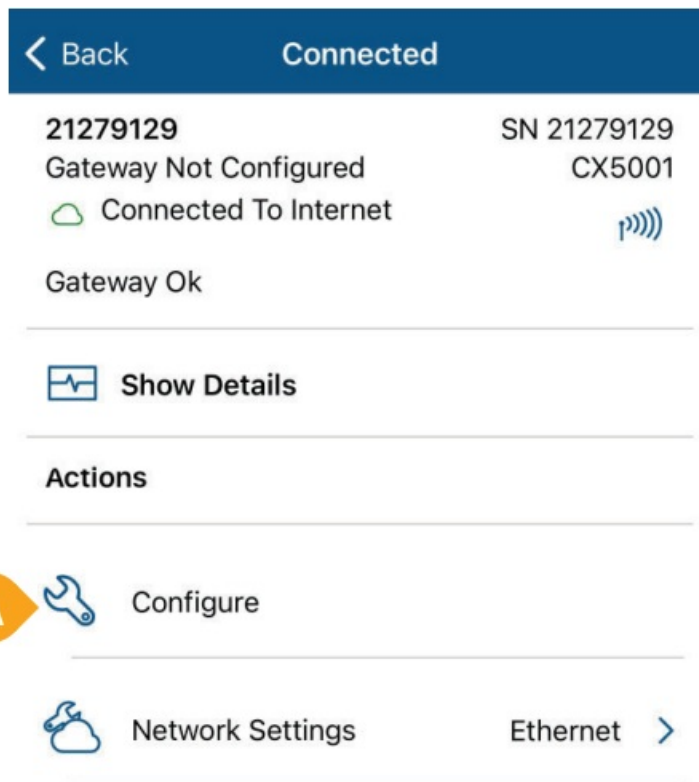 Back
Connected
21279129 SN 21279129
Gateway Not Configured CX5001
Connected To Internet
Gateway Ok
Show Details
Actions
Configure
Network Settings Ethernet